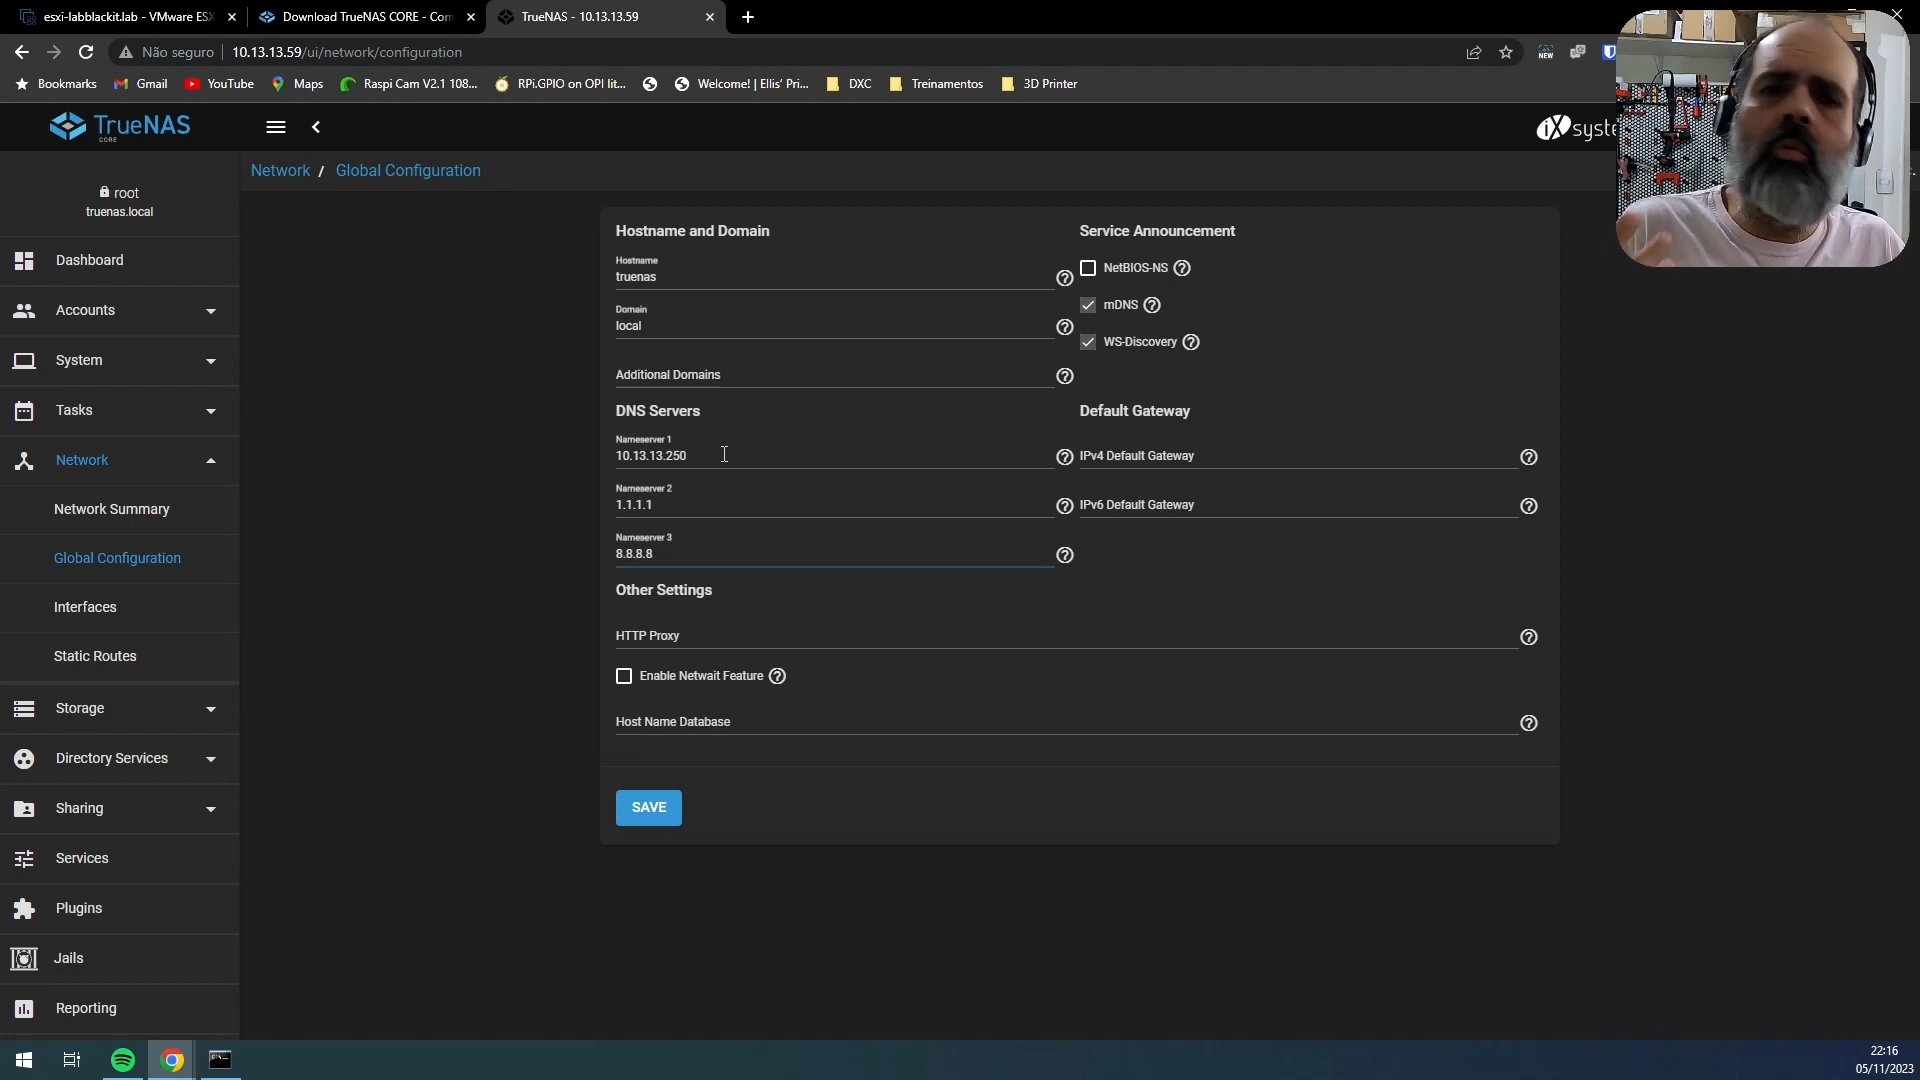 esxi-labblackit.lab - VMware ESX
Download TrueNAS CORE - Com
TrueNAS - 10.13.13.59
Não seguro
10.13.13.59/ui/network/configuration
NEW
Bookmarks
Gmail
YouTube
Maps
Raspi Cam V2.1 108...
RPi.GPIO on OPI lit...
Welcome! | Ellis' Pri...
DXC
Treinamentos
3D Printer
TrueNAS
CORE
iXsyste
Network / Global Configuration
root
truenas.local
Dashboard
Accounts
System
Tasks
Network
Network Summary
Global Configuration
Interfaces
Static Routes
Storage
Directory Services
Sharing
Services
Plugins
Jails
Reporting
Hostname and Domain
Hostname
truenas
Domain
local
Additional Domains
Service Announcement
NetBIOS-NS
mDNS
WS-Discovery
DNS Servers
Nameserver 1
10.13.13.250
Nameserver 2
1.1.1.1
Nameserver 3
8.8.8.8
Default Gateway
IPv4 Default Gateway
IPv6 Default Gateway
Other Settings
HTTP Proxy
Enable Netwait Feature
Host Name Database
SAVE
22:16
05/11/2023